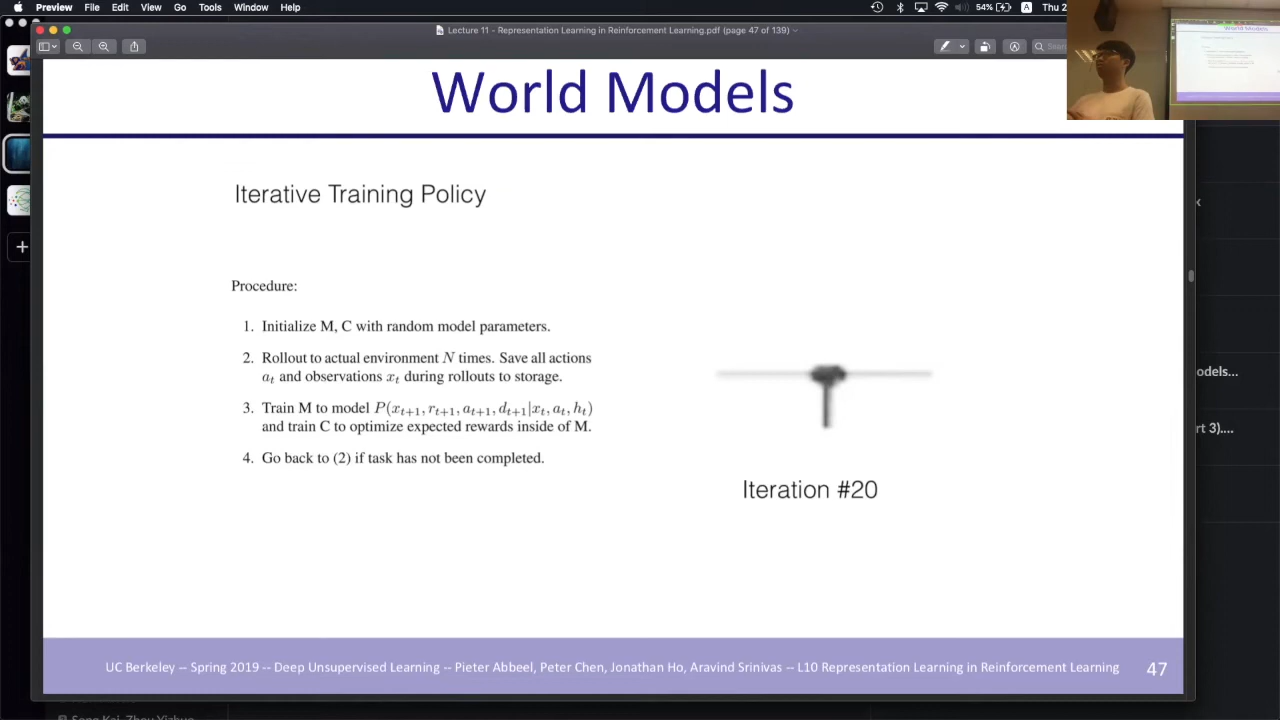 Preview File Edit View Go Tools Window Help 54% Thu 2
Lecture 11 - Representation Learning in Reinforcement Learning.pdf (page 47 of 139)
World Models
Iterative Training Policy
Procedure:
1. Initialize M, C with random model parameters.
2. Rollout to actual environment N times. Save all actions
a_t and observations x_t during rollouts to storage.
3. Train M to model P(x_{t+1}, r_{t+1}, a_{t+1}, d_{t+1}|x_t, a_t, h_t)
and train C to optimize expected rewards inside of M.
4. Go back to (2) if task has not been completed.
Iteration #20
odels...
rt 3)....
UC Berkeley -- Spring 2019 -- Deep Unsupervised Learning -- Pieter Abbeel, Peter Chen, Jonathan Ho, Aravind Srinivas -- L10 Representation Learning in Reinforcement Learning 47